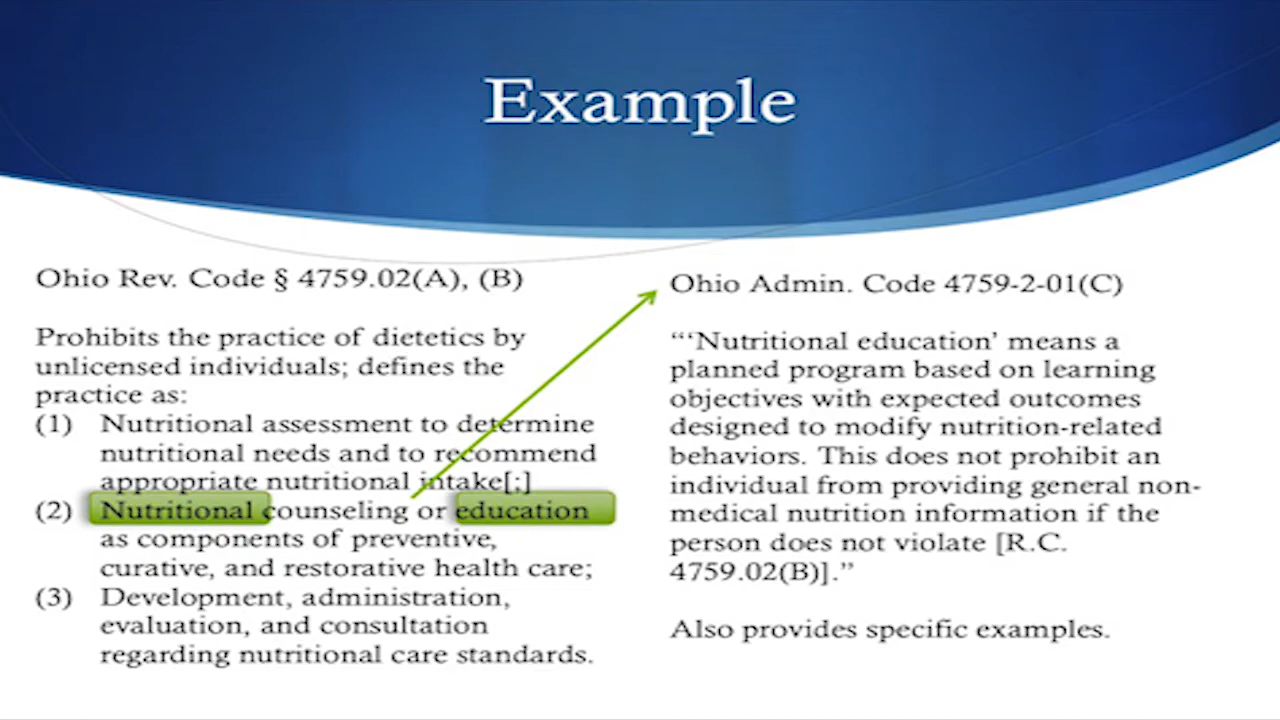 Example
Ohio Rev. Code § 4759.02(A), (B)
Prohibits the practice of dietetics by
unlicensed individuals; defines the
practice as:
(1) Nutritional assessment to determine
nutritional needs and to recommend
appropriate nutritional intake[;]
(2) Nutritional counseling or education
as components of preventive,
curative, and restorative health care;
(3) Development, administration,
evaluation, and consultation
regarding nutritional care standards.
Ohio Admin. Code 4759-2-01(C)
“‘Nutritional education’ means a
planned program based on learning
objectives with expected outcomes
designed to modify nutrition-related
behaviors. This does not prohibit an
individual from providing general non-
medical nutrition information if the
person does not violate [R.C.
4759.02(B)].”
Also provides specific examples.